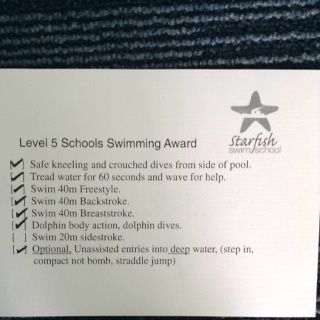 starfish
swim school
Level 5 Schools Swimming Award
[✓] Safe kneeling and crouched dives from side of pool.
[✓] Tread water for 60 seconds and wave for help.
[✓] Swim 40m Freestyle.
[✓] Swim 40m Backstroke.
[✓] Swim 40m Breaststroke.
[✓] Dolphin body action, dolphin dives.
[ ] Swim 20m sidestroke.
[✓] Optional, Unassisted entries into deep water, (step in,
compact not bomb, straddle jump)